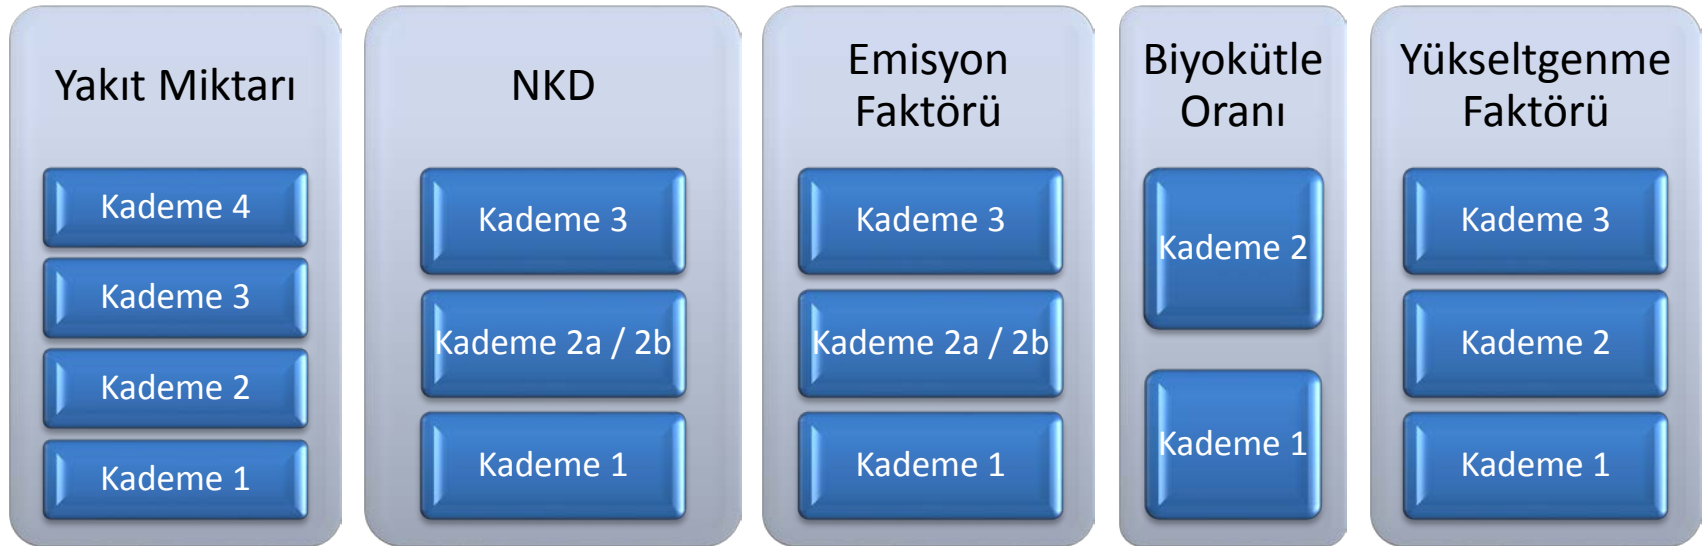 Yakıt Miktarı
Kademe 4
Kademe 3
Kademe 2
Kademe 1
NKD
Kademe 3
Kademe 2a / 2b
Kademe 1
Emisyon
Faktörü
Kademe 3
Kademe 2a / 2b
Kademe 1
Biyokütle
Oranı
Kademe 2
Kademe 1
Yükseltgenme
Faktörü
Kademe 3
Kademe 2
Kademe 1